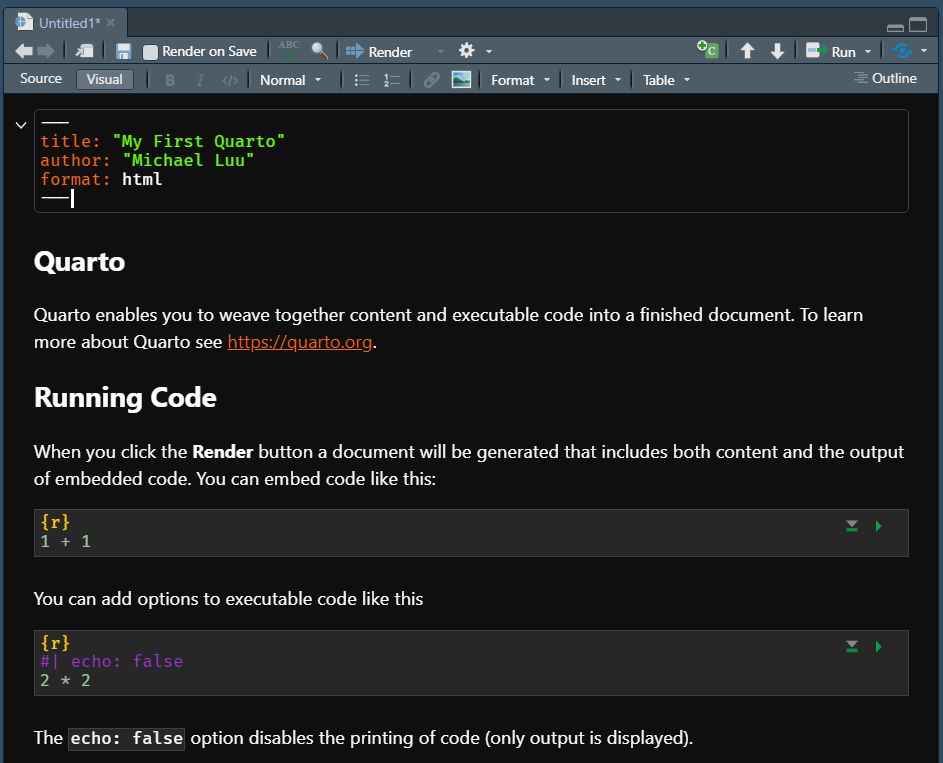 Untitled1*
Render on Save ABC Render C Run
Source Visual B I </> Normal Format Insert Table Outline
---
title: "My First Quarto"
author: "Michael Luu"
format: html
---
Quarto
Quarto enables you to weave together content and executable code into a finished document. To learn
more about Quarto see https://quarto.org.
Running Code
When you click the Render button a document will be generated that includes both content and the output
of embedded code. You can embed code like this:
{r}
1 + 1
You can add options to executable code like this
{r}
#| echo: false
2 * 2
The echo: false option disables the printing of code (only output is displayed).